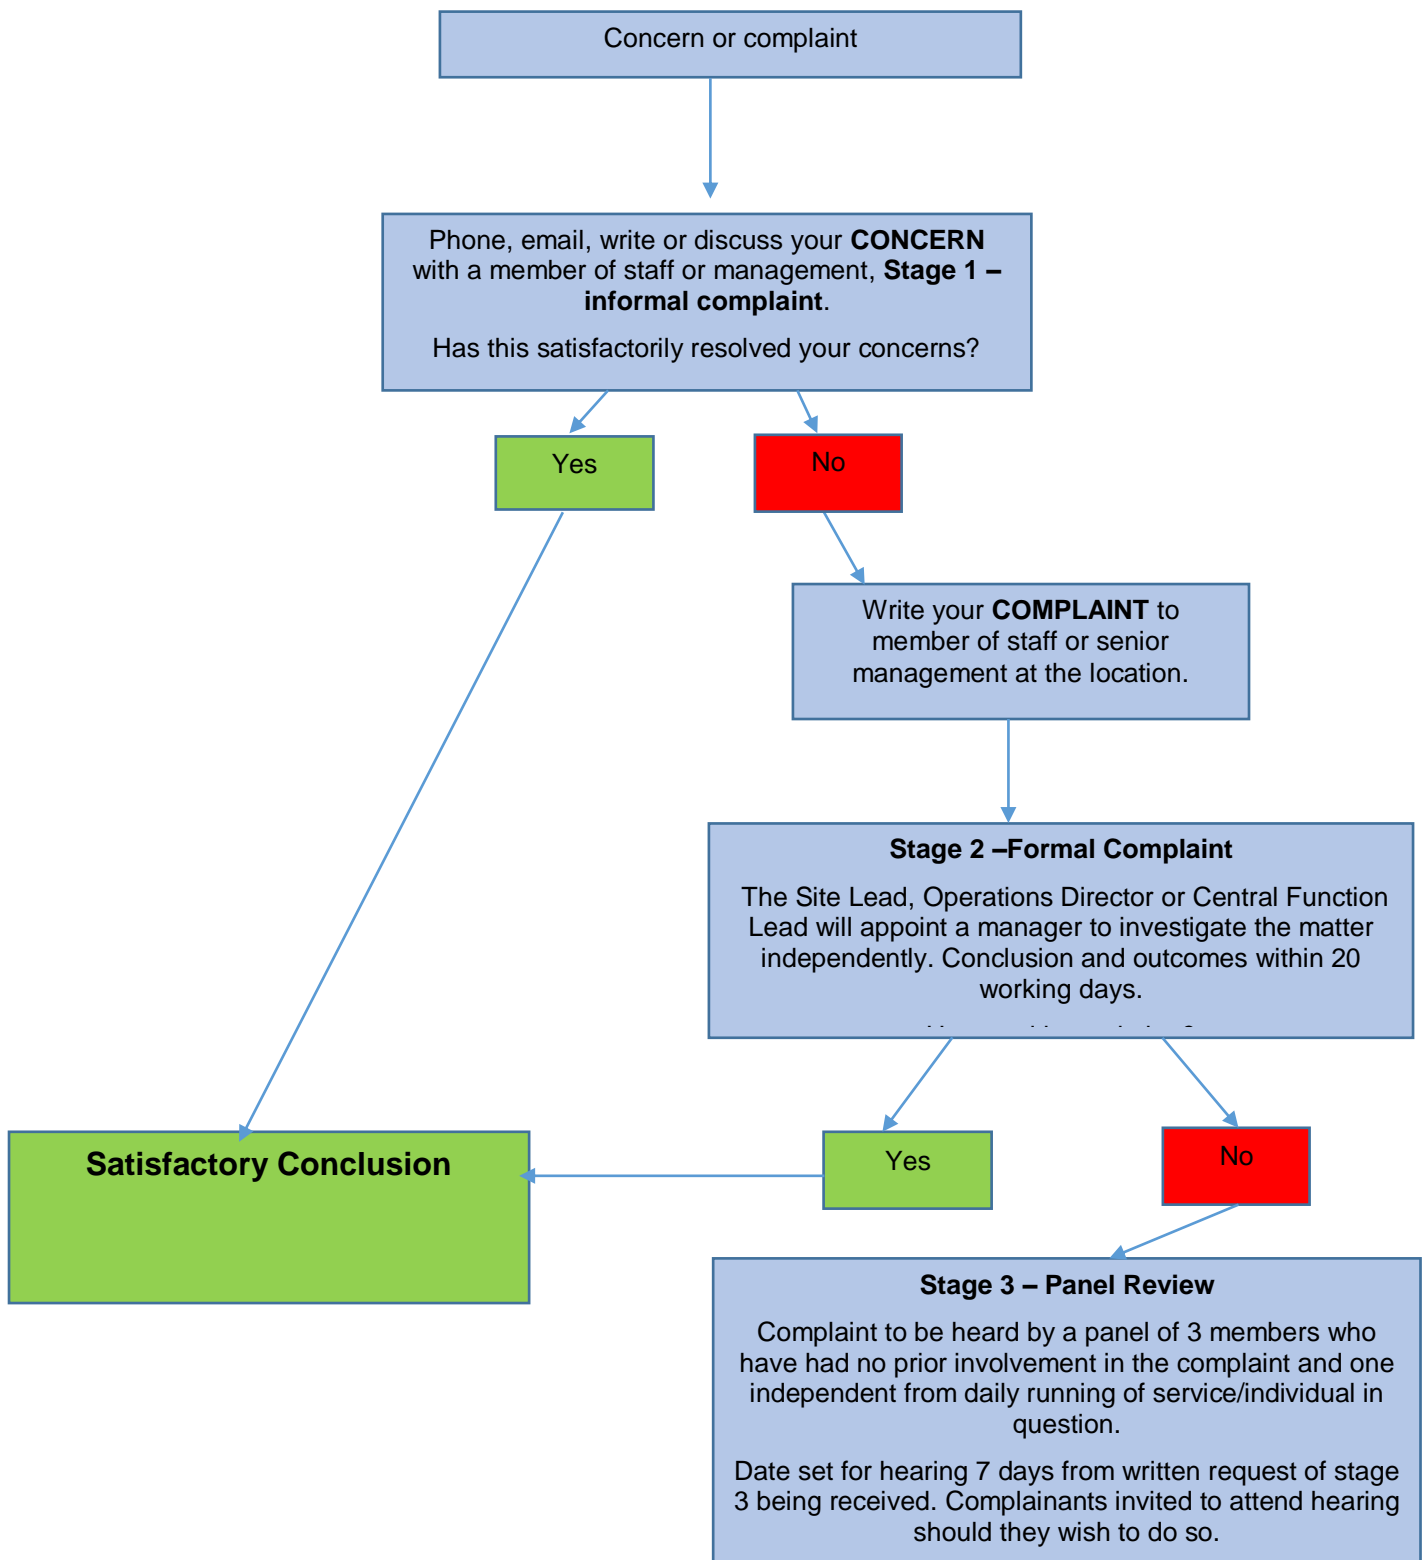 Concern or complaint
Phone, email, write or discuss your CONCERN
with a member of staff or management, Stage 1 –
informal complaint.
Has this satisfactorily resolved your concerns?
Yes
No
Write your COMPLAINT to
member of staff or senior
management at the location.
Stage 2 –Formal Complaint
The Site Lead, Operations Director or Central Function
Lead will appoint a manager to investigate the matter
independently. Conclusion and outcomes within 20
working days.
Satisfactory Conclusion
Yes
No
Stage 3 – Panel Review
Complaint to be heard by a panel of 3 members who
have had no prior involvement in the complaint and one
independent from daily running of service/individual in
question.
Date set for hearing 7 days from written request of stage
3 being received. Complainants invited to attend hearing
should they wish to do so.